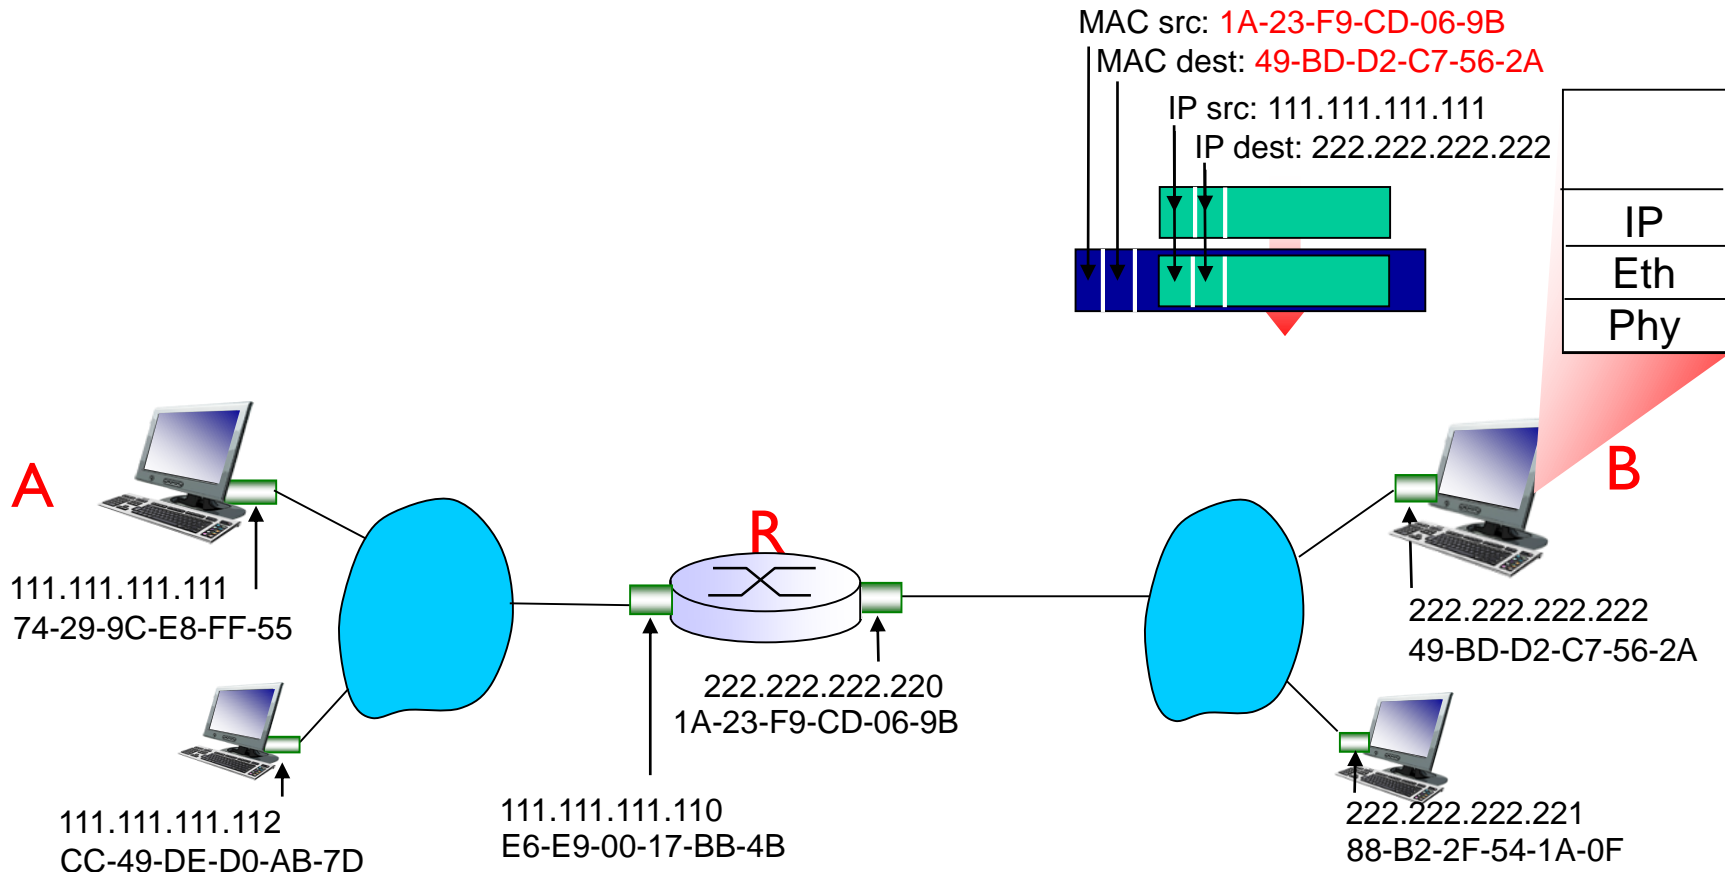 MAC src: 1A-23-F9-CD-06-9B
MAC dest: 49-BD-D2-C7-56-2A
IP src: 111.111.111.111
IP dest: 222.222.222.222
IP
Eth
Phy
A
B
R
111.111.111.111
74-29-9C-E8-FF-55
222.222.222.222
49-BD-D2-C7-56-2A
222.222.222.220
1A-23-F9-CD-06-9B
111.111.111.112
CC-49-DE-D0-AB-7D
111.111.111.110
E6-E9-00-17-BB-4B
222.222.222.221
88-B2-2F-54-1A-0F